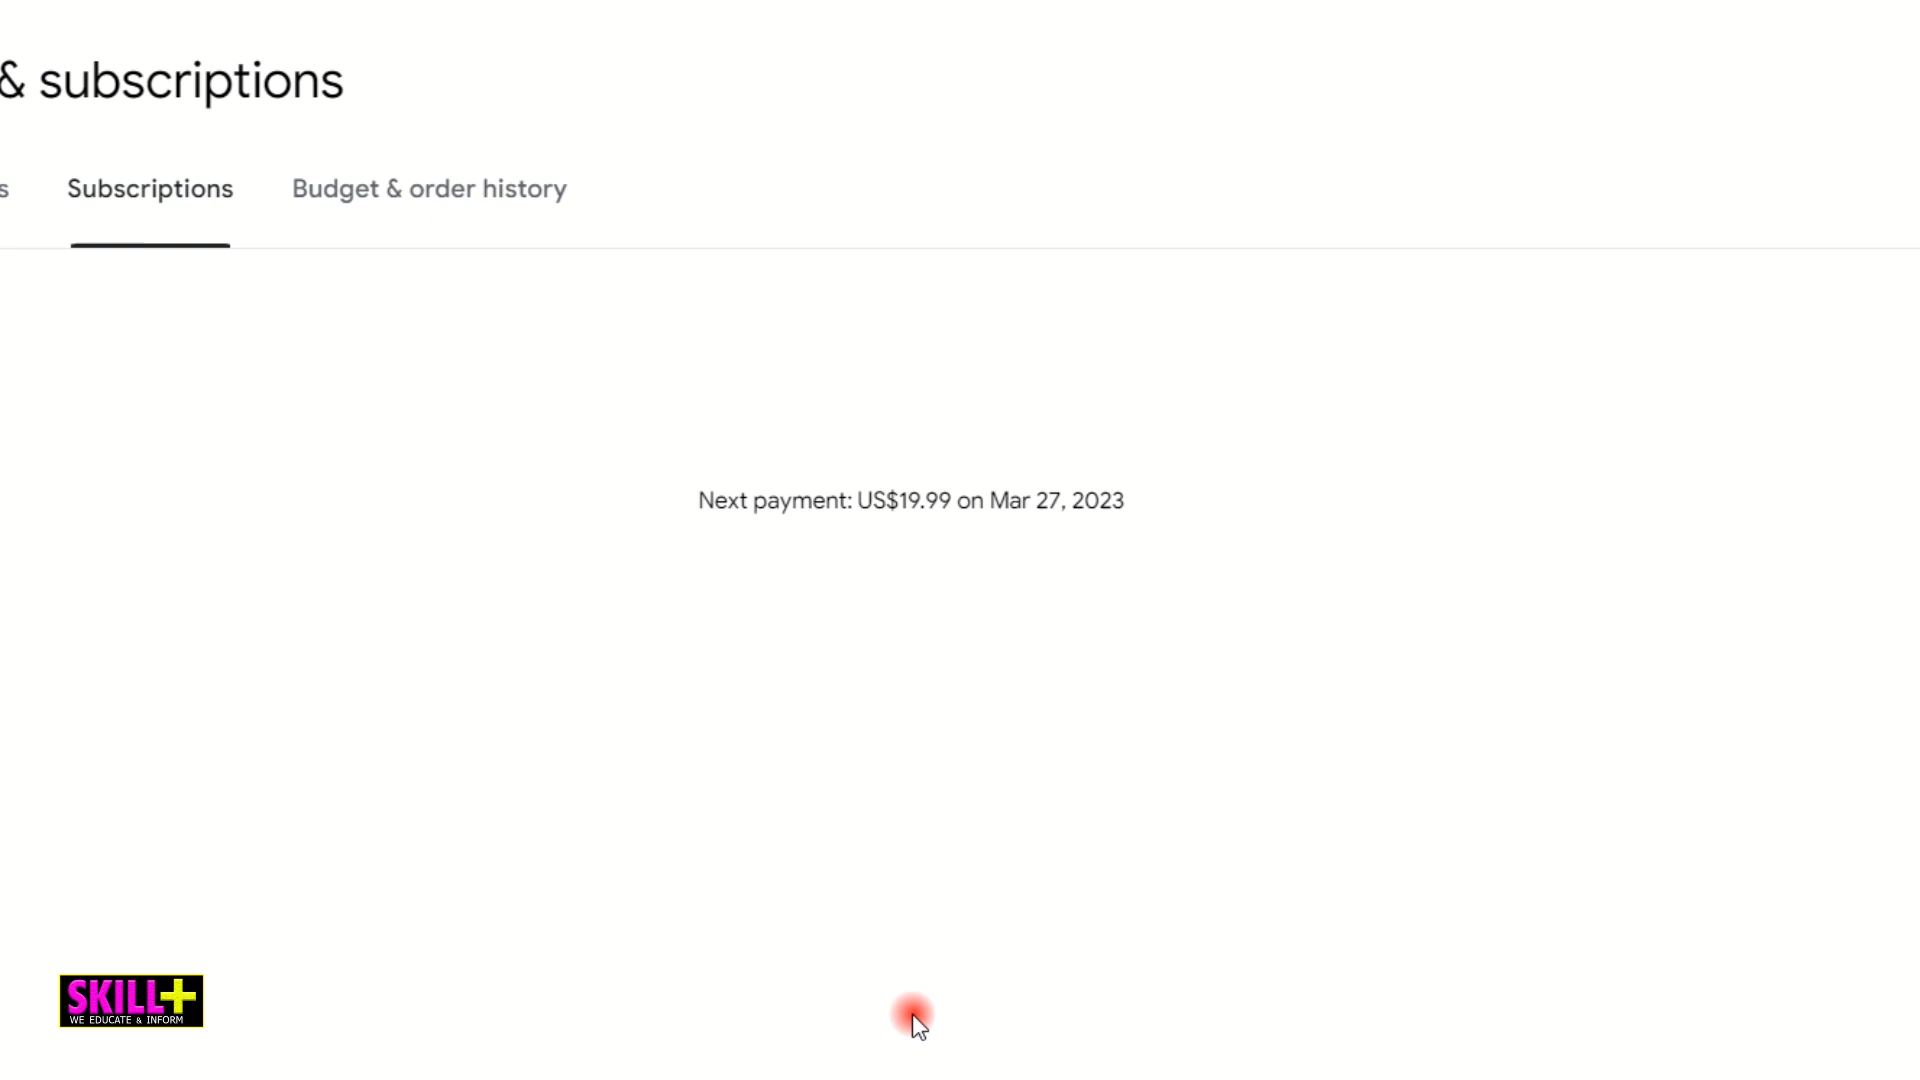 & subscriptions
s
Subscriptions
Budget & order history
Next payment: US$19.99 on Mar 27, 2023
SKILL+
WE EDUCATE & INFORM